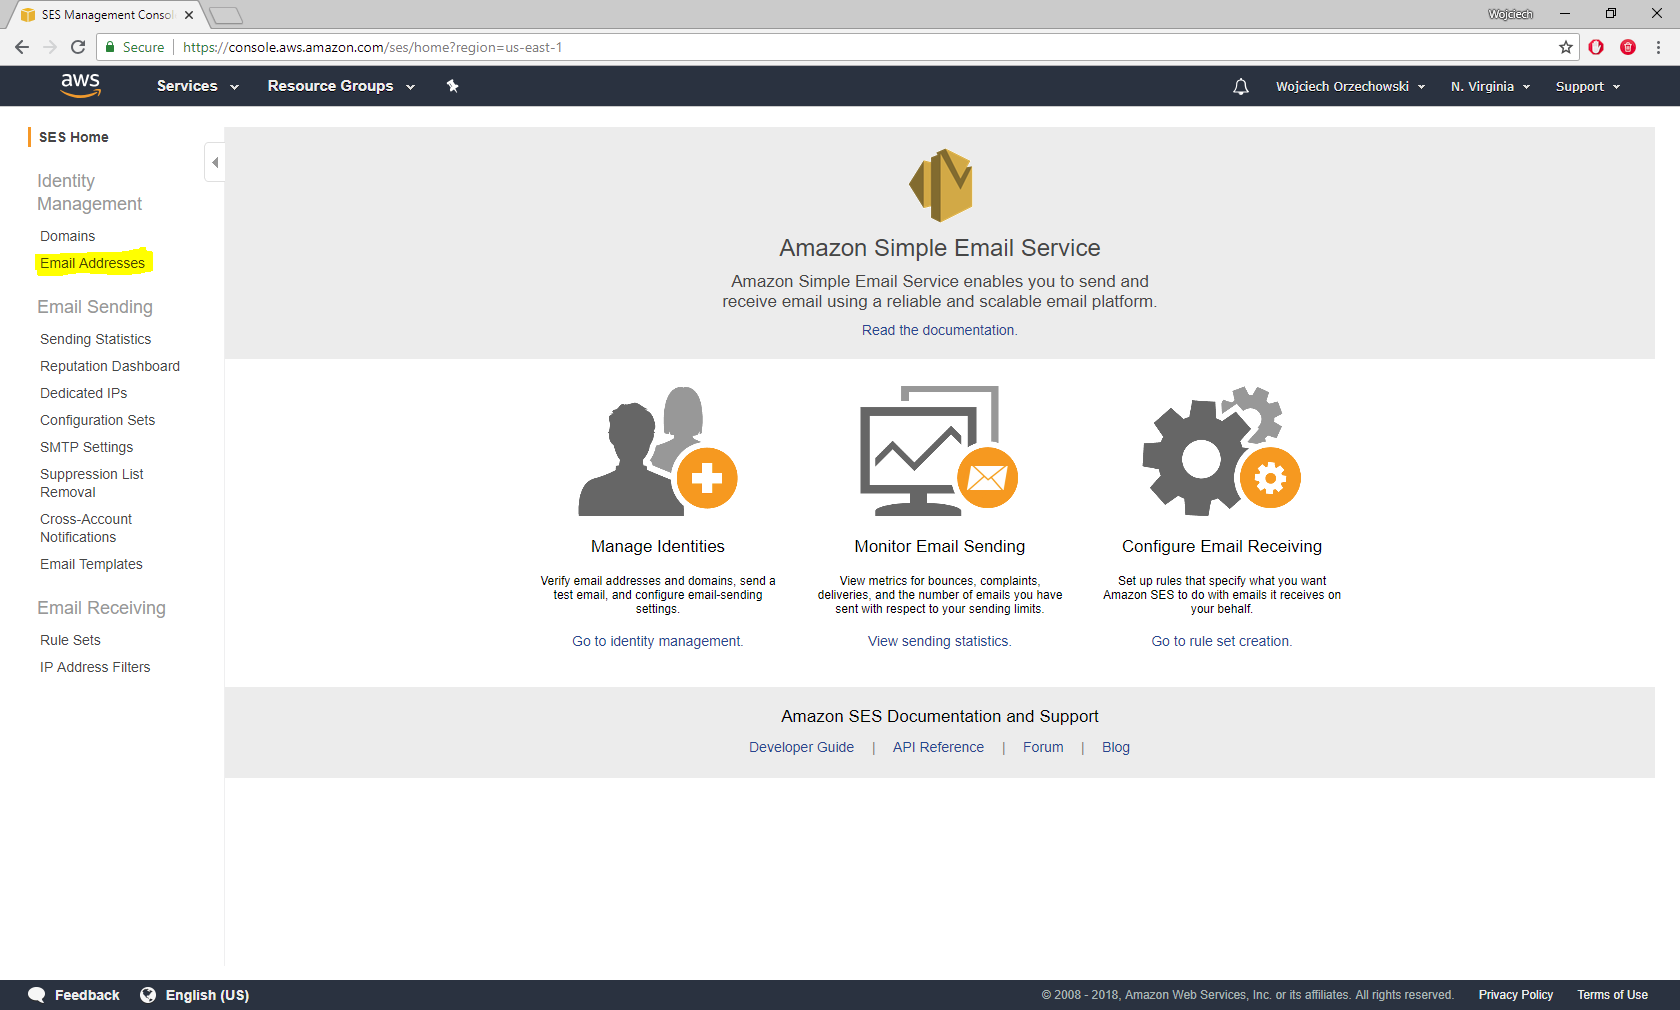 SES Management Consol
Wojciech
Secure
https://console.aws.amazon.com/ses/home?region=us-east-1
aws
Services
Resource Groups
Wojciech Orzechowski
N. Virginia
Support
SES Home
Identity
Management
Domains
Email Addresses
Email Sending
Sending Statistics
Reputation Dashboard
Dedicated IPs
Configuration Sets
SMTP Settings
Suppression List
Removal
Cross-Account
Notifications
Email Templates
Email Receiving
Rule Sets
IP Address Filters
Amazon Simple Email Service
Amazon Simple Email Service enables you to send and
receive email using a reliable and scalable email platform.
Read the documentation.
Manage Identities
Verify email addresses and domains, send a
test email, and configure email-sending
settings.
Go to identity management.
Monitor Email Sending
View metrics for bounces, complaints,
deliveries, and the number of emails you have
sent with respect to your sending limits.
View sending statistics.
Configure Email Receiving
Set up rules that specify what you want
Amazon SES to do with emails it receives on
your behalf.
Go to rule set creation.
Amazon SES Documentation and Support
Developer Guide | API Reference | Forum | Blog
Feedback
English (US)
© 2008 - 2018, Amazon Web Services, Inc. or its affiliates. All rights reserved.
Privacy Policy
Terms of Use